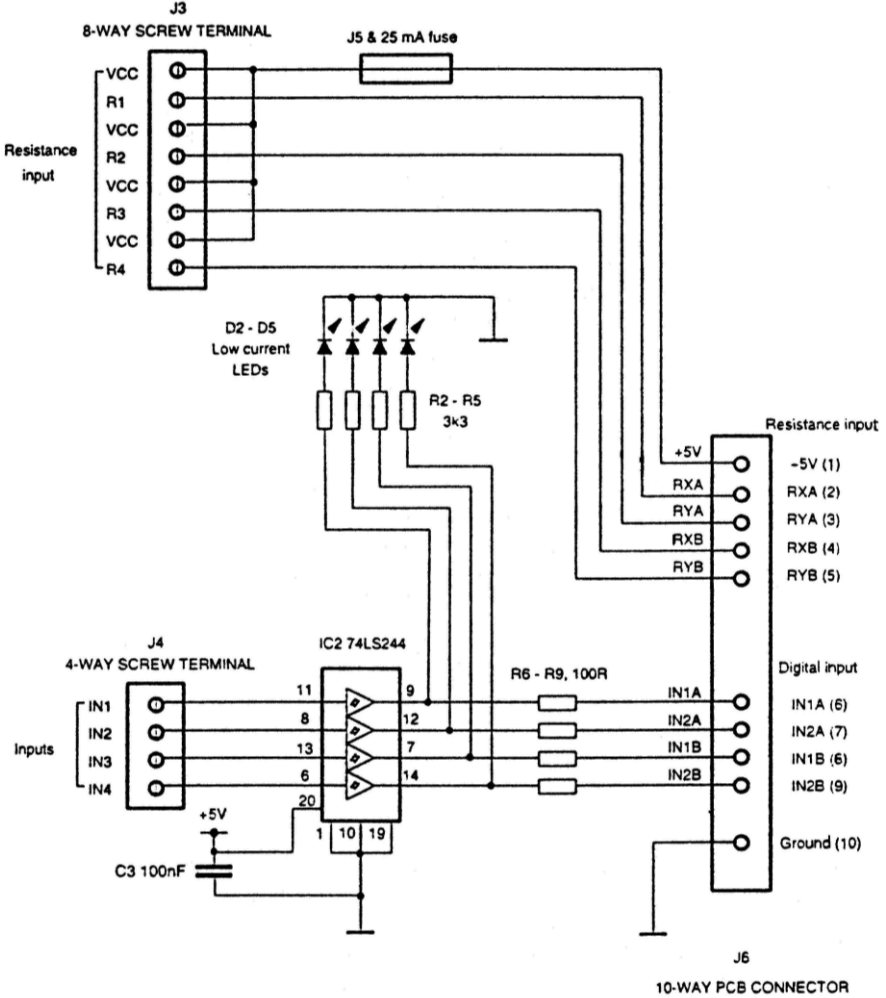 J3
8-WAY SCREW TERMINAL
J5 & 25 mA fuse
VCC
R1
VCC
Resistance
input
R2
VCC
R3
VCC
R4
D2 - D5
Low current
LEDs
R2 - R5
3k3
Resistance input
+5V
-5V (1)
RXA
RXA (2)
RYA
RYA (3)
RXB
RXB (4)
RYB
RYB (5)
J4
4-WAY SCREW TERMINAL
IC2 74LS244
R6 - R9, 100R
Digital input
IN1
11
9
IN1A
IN1A (6)
Inputs
IN2
8
12
IN2A
IN2A (7)
IN3
13
7
IN1B
IN1B (6)
IN4
6
14
IN2B
IN2B (9)
20
+5V
1
10
19
Ground (10)
C3 100nF
J6
10-WAY PCB CONNECTOR